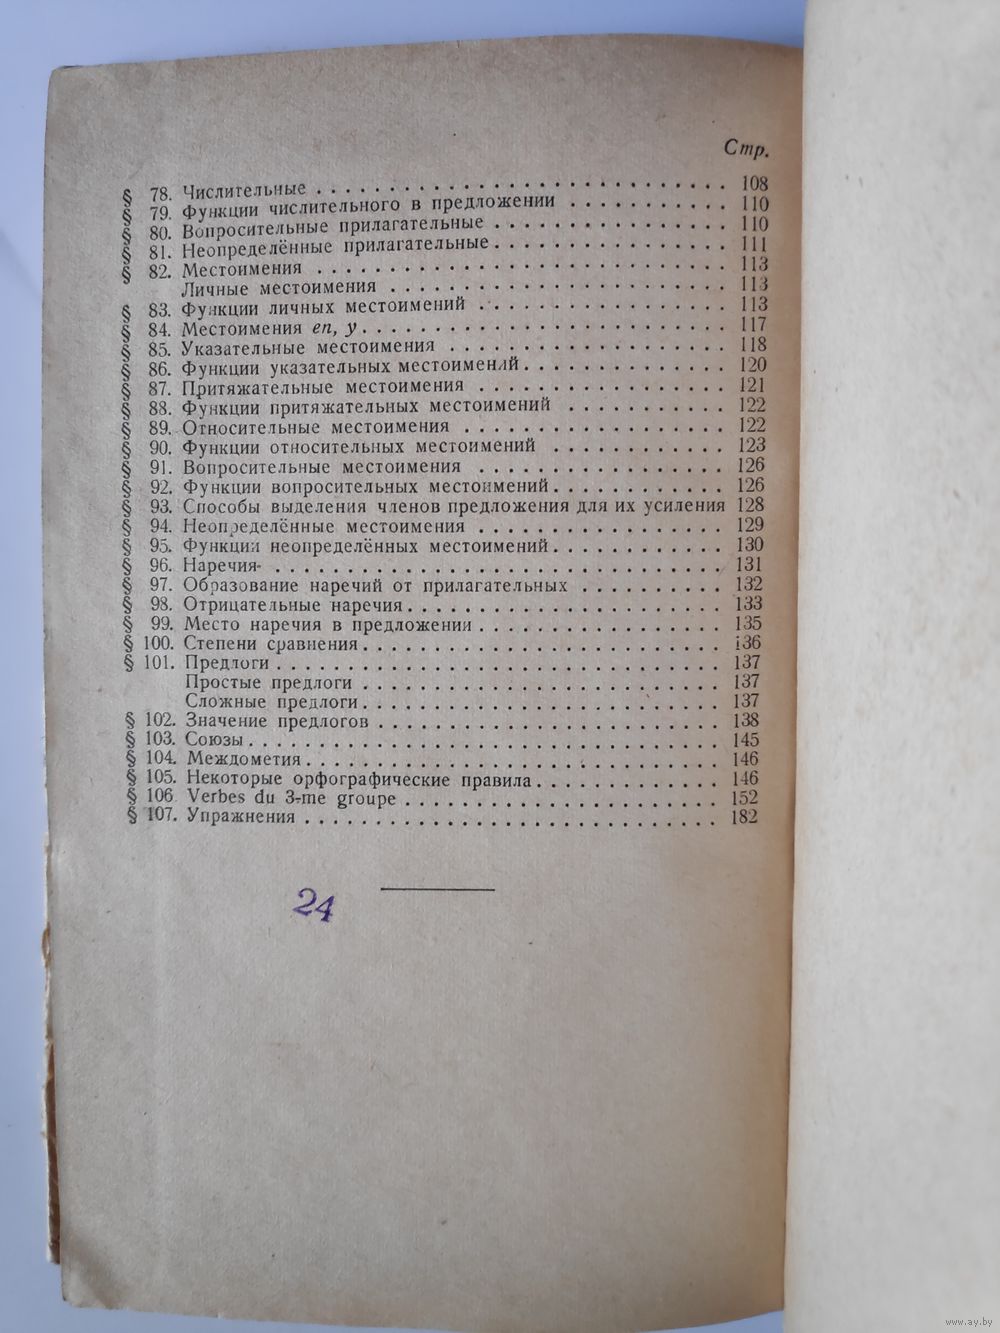 Стр.
§ 78. Числительные . . . . . . . . . . . . . . . . . . . . . . . . . . . . 108
§ 79. Функции числительного в предложении . . . . . . . . . . . 110
§ 80. Вопросительные прилагательные . . . . . . . . . . . . . . . . 110
§ 81. Неопределённые прилагательные . . . . . . . . . . . . . . . . 111
§ 82. Местоимения . . . . . . . . . . . . . . . . . . . . . . . . . . . . 113
Личные местоимения . . . . . . . . . . . . . . . . . . . . . . . 113
§ 83. Функции личных местоимений . . . . . . . . . . . . . . . . . 113
§ 84. Местоимения en, y . . . . . . . . . . . . . . . . . . . . . . . . . 117
§ 85. Указательные местоимения . . . . . . . . . . . . . . . . . . . 118
§ 86. Функции указательных местоимений . . . . . . . . . . . . . . 120
§ 87. Притяжательные местоимения . . . . . . . . . . . . . . . . . 121
§ 88. Функции притяжательных местоимений . . . . . . . . . . . 122
§ 89. Относительные местоимения . . . . . . . . . . . . . . . . . . 122
§ 90. Функции относительных местоимений . . . . . . . . . . . . 123
§ 91. Вопросительные местоимения . . . . . . . . . . . . . . . . . 126
§ 92. Функции вопросительных местоимений . . . . . . . . . . . . 126
§ 93. Способы выделения членов предложения для их усиления 128
§ 94. Неопределённые местоимения . . . . . . . . . . . . . . . . . 129
§ 95. Функции неопределённых местоимений . . . . . . . . . . . . 130
§ 96. Наречия . . . . . . . . . . . . . . . . . . . . . . . . . . . . . . . 131
§ 97. Образование наречий от прилагательных . . . . . . . . . . 132
§ 98. Отрицательные наречия . . . . . . . . . . . . . . . . . . . . . . 133
§ 99. Место наречия в предложении . . . . . . . . . . . . . . . . . 135
§ 100. Степени сравнения . . . . . . . . . . . . . . . . . . . . . . . . . 136
§ 101. Предлоги . . . . . . . . . . . . . . . . . . . . . . . . . . . . . . . 137
Простые предлоги . . . . . . . . . . . . . . . . . . . . . . . . . 137
Сложные предлоги . . . . . . . . . . . . . . . . . . . . . . . . . 137
§ 102. Значение предлогов . . . . . . . . . . . . . . . . . . . . . . . . 138
§ 103. Союзы . . . . . . . . . . . . . . . . . . . . . . . . . . . . . . . . . 145
§ 104. Междометия . . . . . . . . . . . . . . . . . . . . . . . . . . . . . 146
§ 105. Некоторые орфографические правила . . . . . . . . . . . . . 146
§ 106 Verbes du 3-me groupe . . . . . . . . . . . . . . . . . . . . . . 152
§ 107. Упражнения . . . . . . . . . . . . . . . . . . . . . . . . . . . . . 182
24
www.ay.by